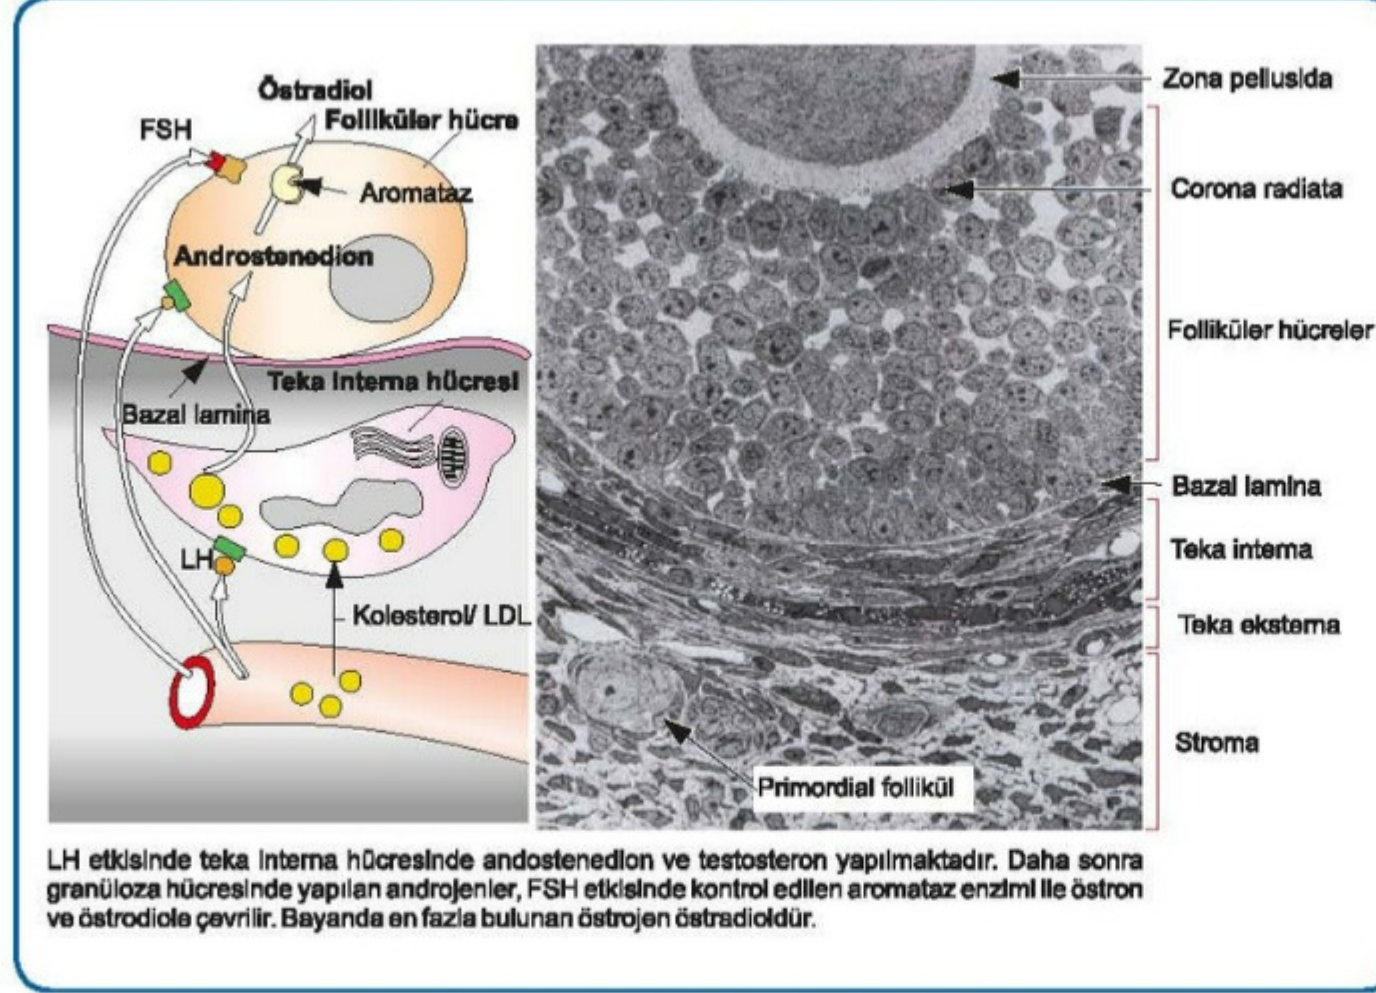 Östradiol
Folliküler hücre
FSH
Aromataz
Androstenedion
Teka interna hücresi
Bazal lamina
LH
Kolesterol/ LDL
Zona pellusida
Corona radiata
Folliküler hücreler
Bazal lamina
Teka interna
Teka eksterna
Stroma
Primordial follikül
LH etkisinde teka interna hücresinde andostenedion ve testosteron yapılmaktadır. Daha sonra
granüloza hücresinde yapılan androjenler, FSH etkisinde kontrol edilen aromataz enzimi ile östron
ve östrodiole çevrilir. Bayanda en fazla bulunan östrojen östradioldür.